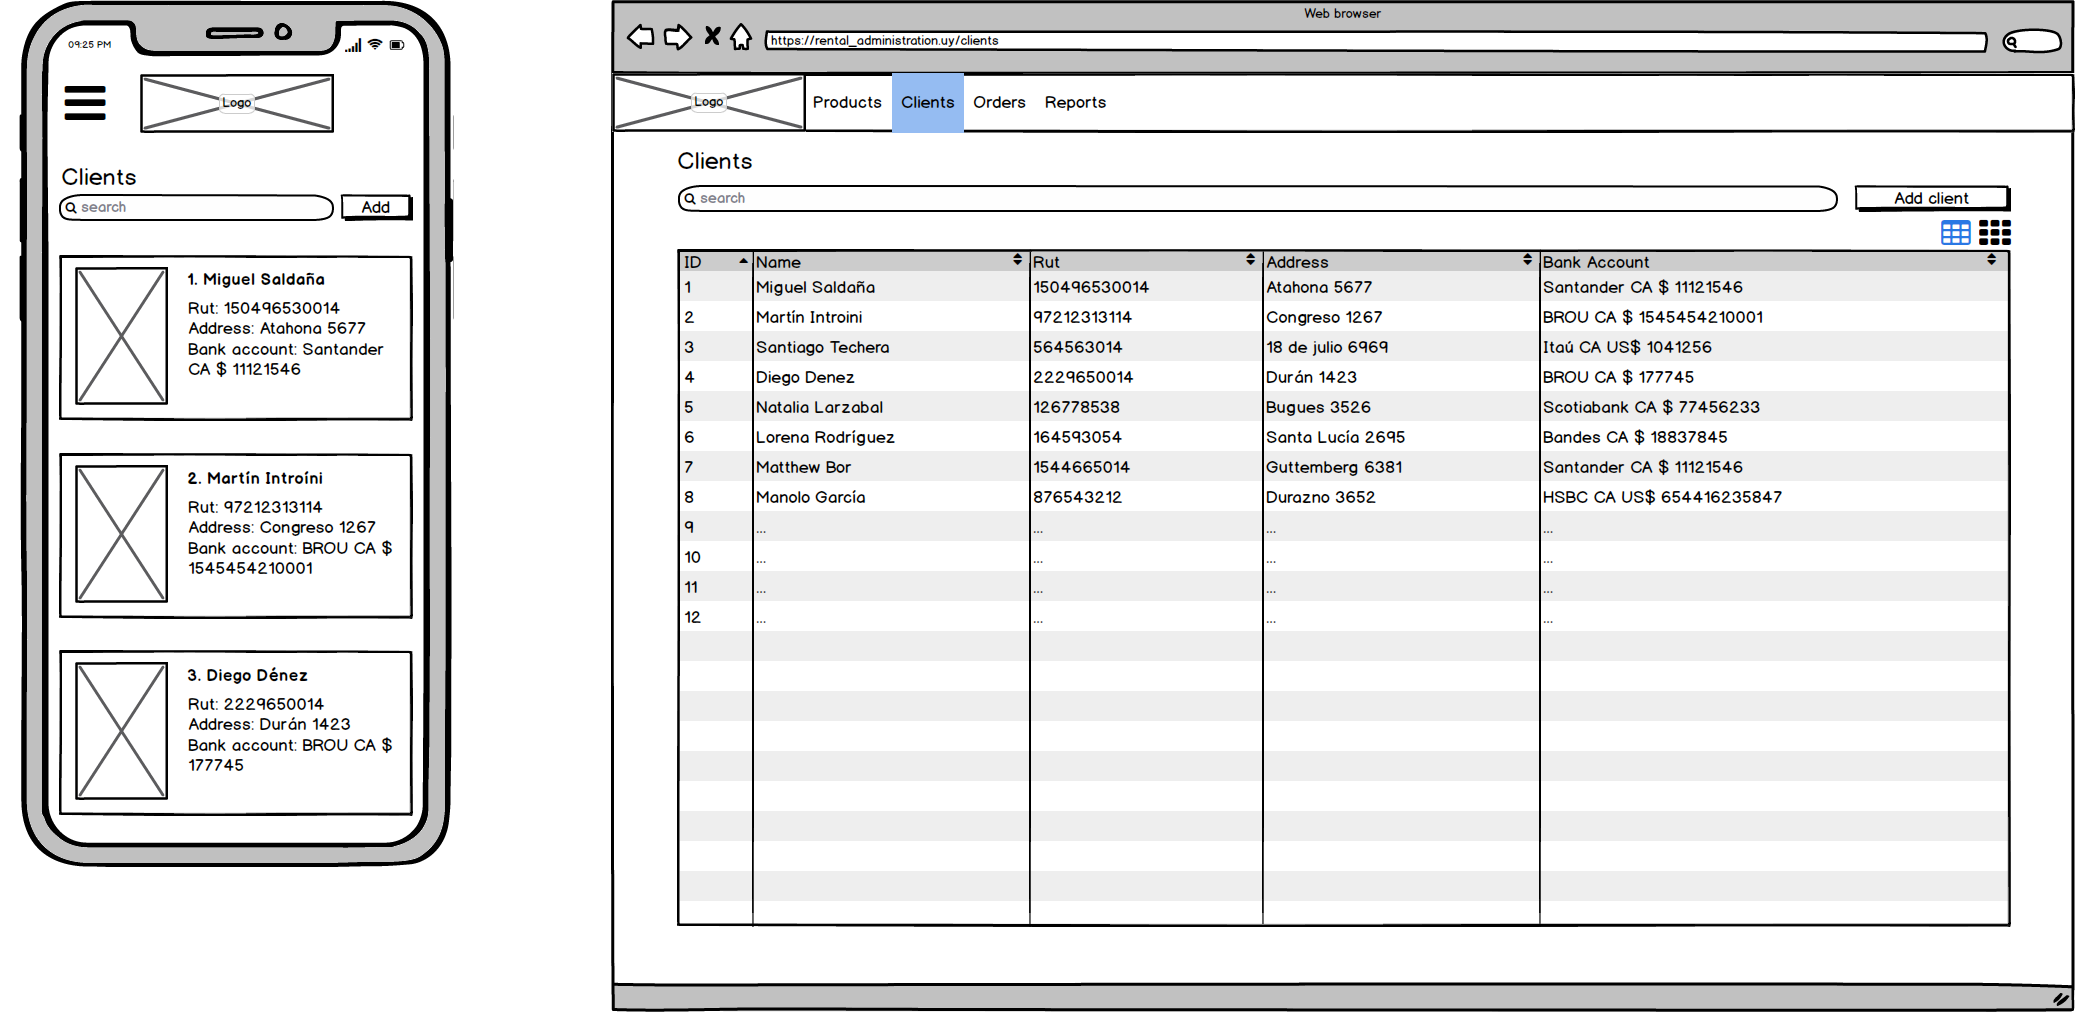 09:25 PM
Logo
Clients
search
Add
1. Miguel Saldaña
Rut: 150496530014
Address: Atahona 5677
Bank account: Santander
CA $ 11121546
2. Martín Introíni
Rut: 97212313114
Address: Congreso 1267
Bank account: BROU CA $
1545454210001
3. Diego Dénez
Rut: 2229650014
Address: Durán 1423
Bank account: BROU CA $
177745
Web browser
https://rental_administration.uy/clients
Logo Products Clients Orders Reports
Clients
search
Add client
ID Name Rut Address Bank Account
1 Miguel Saldaña 150496530014 Atahona 5677 Santander CA $ 11121546
2 Martín Introini 97212313114 Congreso 1267 BROU CA $ 1545454210001
3 Santiago Techera 564563014 18 de julio 6969 Itaú CA US$ 1041256
4 Diego Denez 2229650014 Durán 1423 BROU CA $ 177745
5 Natalia Larzabal 126778538 Bugues 3526 Scotiabank CA $ 77456233
6 Lorena Rodríguez 164593054 Santa Lucía 2695 Bandes CA $ 18837845
7 Matthew Bor 1544665014 Guttemberg 6381 Santander CA $ 11121546
8 Manolo García 876543212 Durazno 3652 HSBC CA US$ 654416235847
9 ... ... ... ...
10 ... ... ... ...
11 ... ... ... ...
12 ... ... ... ...